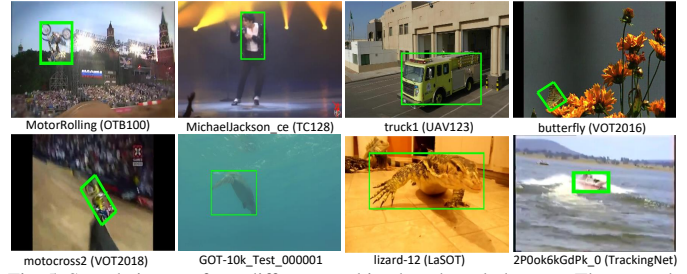 MotorRolling (OTB100)
MichaelJackson_ce (TC128)
truck1 (UAV123)
butterfly (VOT2016)
motocross2 (VOT2018)
GOT-10k_Test_000001
lizard-12 (LaSOT)
2P0ok6kGdPk_0 (TrackingNet)